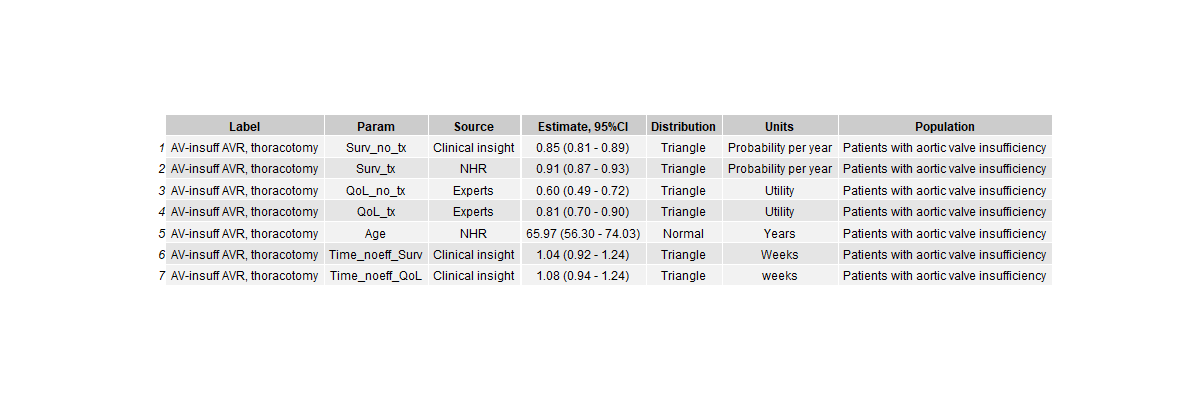 Label Param Source Estimate, 95%CI Distribution Units Population
1 AV-insuff AVR, thoracotomy Surv_no_tx Clinical insight 0.85 (0.81 - 0.89) Triangle Probability per year Patients with aortic valve insufficiency
2 AV-insuff AVR, thoracotomy Surv_tx NHR 0.91 (0.87 - 0.93) Triangle Probability per year Patients with aortic valve insufficiency
3 AV-insuff AVR, thoracotomy QoL_no_tx Experts 0.60 (0.49 - 0.72) Triangle Utility Patients with aortic valve insufficiency
4 AV-insuff AVR, thoracotomy QoL_tx Experts 0.81 (0.70 - 0.90) Triangle Utility Patients with aortic valve insufficiency
5 AV-insuff AVR, thoracotomy Age NHR 65.97 (56.30 - 74.03) Normal Years Patients with aortic valve insufficiency
6 AV-insuff AVR, thoracotomy Time_noeff_Surv Clinical insight 1.04 (0.92 - 1.24) Triangle Weeks Patients with aortic valve insufficiency
7 AV-insuff AVR, thoracotomy Time_noeff_QoL Clinical insight 1.08 (0.94 - 1.24) Triangle weeks Patients with aortic valve insufficiency